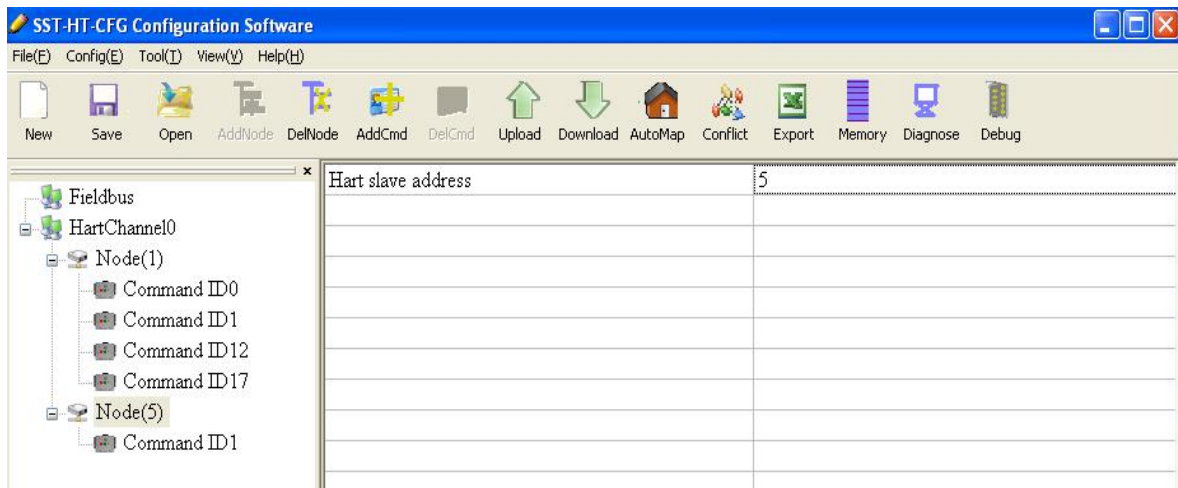 SST-HT-CFG Configuration Software
File(F) Config(E) Tool(T) View(V) Help(H)
New Save Open AddNode DelNode AddCmd DelCmd Upload Download AutoMap Conflict Export Memory Diagnose Debug
Hart slave address 5
Fieldbus
HartChannel0
Node(1)
Command ID0
Command ID1
Command ID12
Command ID17
Node(5)
Command ID1